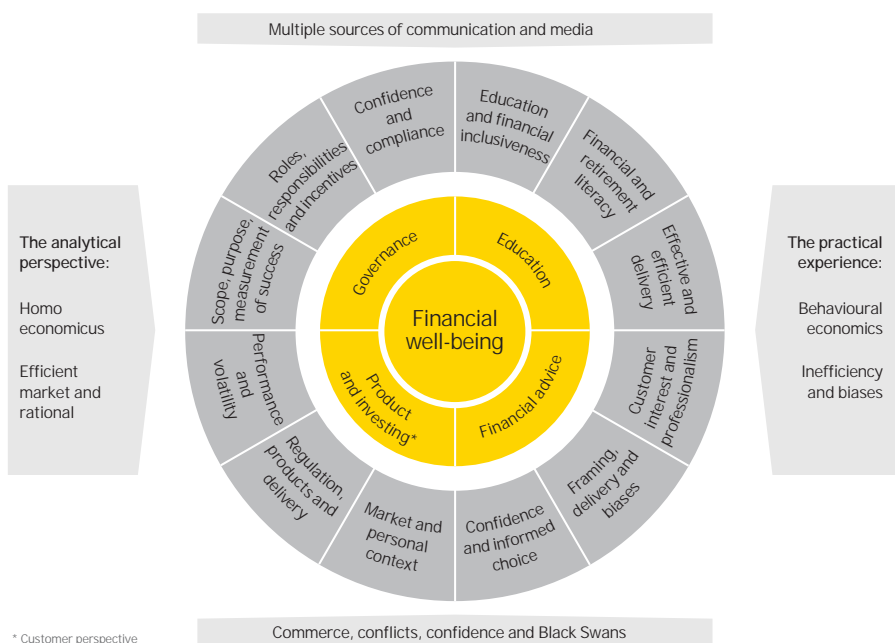 Multiple sources of communication and media
Confidence
and
compliance
Education
and financial
inclusiveness
Financial and
retirement
literacy
Effective and
efficient
delivery
Customer
interest and
professionalism
Framing,
delivery and
biases
Confidence
and informed
choice
Market and
personal
context
Regulation,
products and
delivery
Performance
and
volatility
Scope, purpose,
measurement
of success
Roles,
responsibilities
and incentives
Governance
Education
Financial advice
Product
and investing*
Financial
well-being
The analytical
perspective:
Homo
economicus
Efficient
market and
rational
The practical
experience:
Behavioural
economics
Inefficiency
and biases
Commerce, conflicts, confidence and Black Swans
* Customer perspective